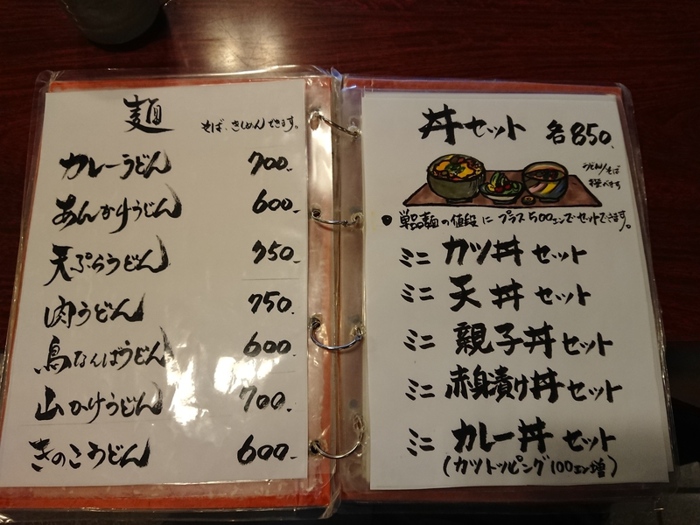 麺
そば、きしめんできます。
カレーうどん 700.
あんかけうどん 600.
天ぷらうどん 750.
肉うどん 750.
鳥なんばうどん 600.
山かけうどん 700.
きのこうどん 600.
丼セット 各850.
うどん/そば
選べます
●単品麺の値段にプラス500エンでセットできます。
ミニ カツ丼セット
ミニ 天丼セット
ミニ 親子丼セット
ミニ 赤身漬け丼セット
ミニ カレー丼セット
(カツトッピング100エン増)